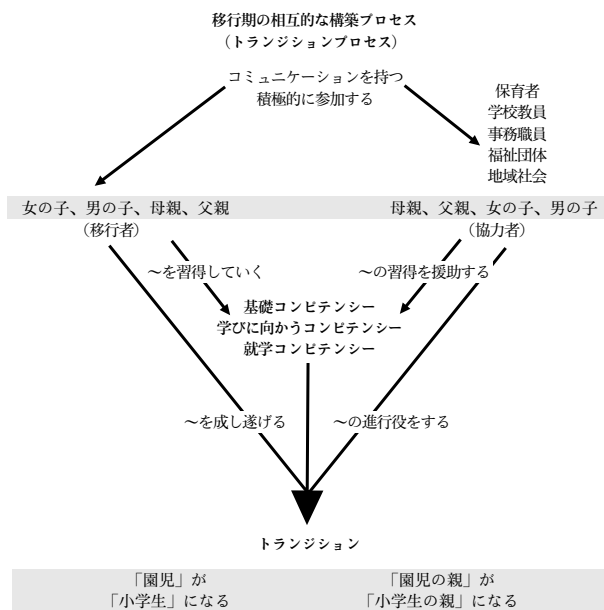 移行期の相互的な構築プロセス
（トランジションプロセス）
コミュニケーションを持つ
積極的に参加する
保育者
学校教員
事務職員
福祉団体
地域社会
女の子、男の子、母親、父親
（移行者）
母親、父親、女の子、男の子
（協力者）
〜を習得していく
〜の習得を援助する
基礎コンピテンシー
学びに向かうコンピテンシー
就学コンピテンシー
〜を成し遂げる
〜の進行役をする
トランジション
「園児」が
「小学生」になる
「園児の親」が
「小学生の親」になる